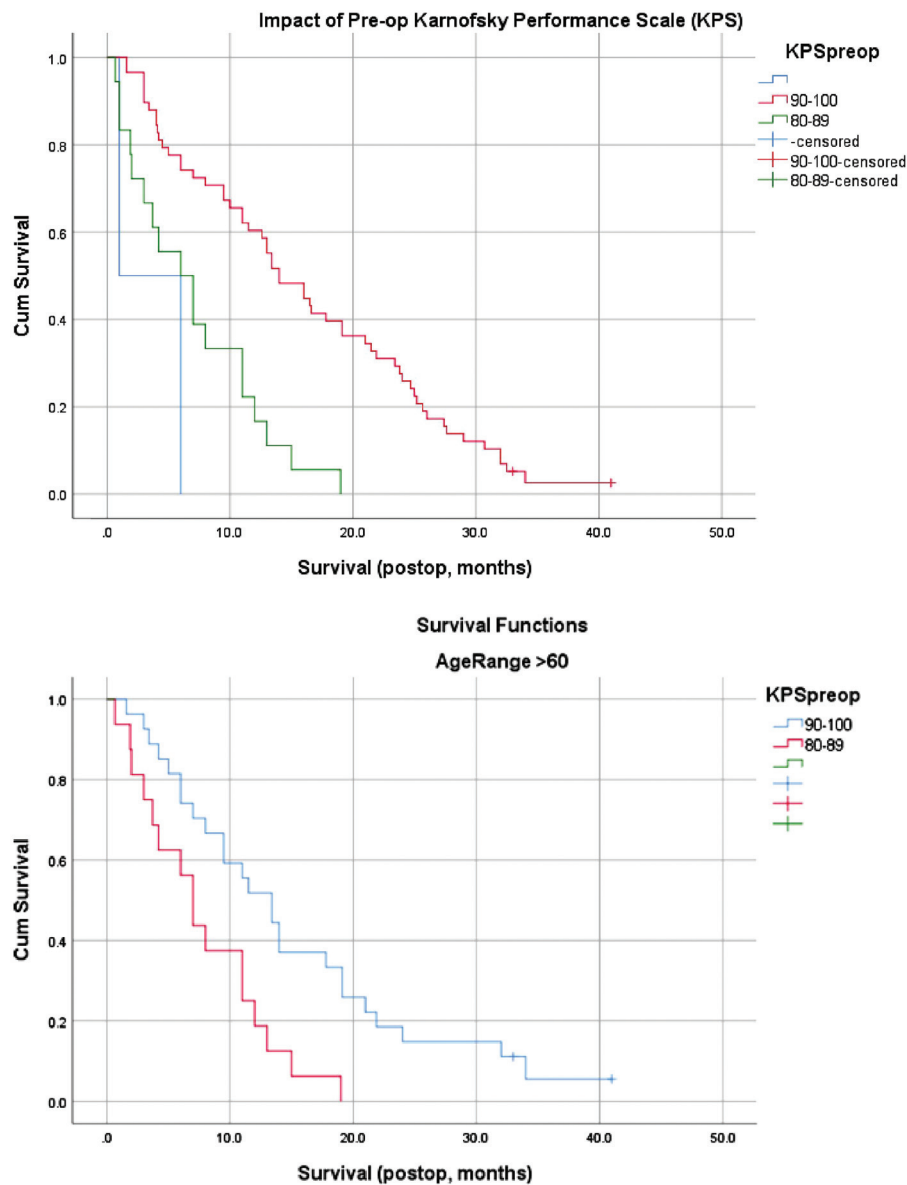 Impact of Pre-op Karnofsky Performance Scale (KPS)
KPSpreop
90-100
80-89
-censored
90-100-censored
80-89-censored
1.0
0.8
0.6
0.4
0.2
0.0
Cum Survival
.0 10.0 20.0 30.0 40.0 50.0
Survival (postop, months)
Survival Functions
AgeRange >60
KPSpreop
90-100
80-89
1.0
0.8
0.6
0.4
0.2
0.0
Cum Survival
.0 10.0 20.0 30.0 40.0 50.0
Survival (postop, months)